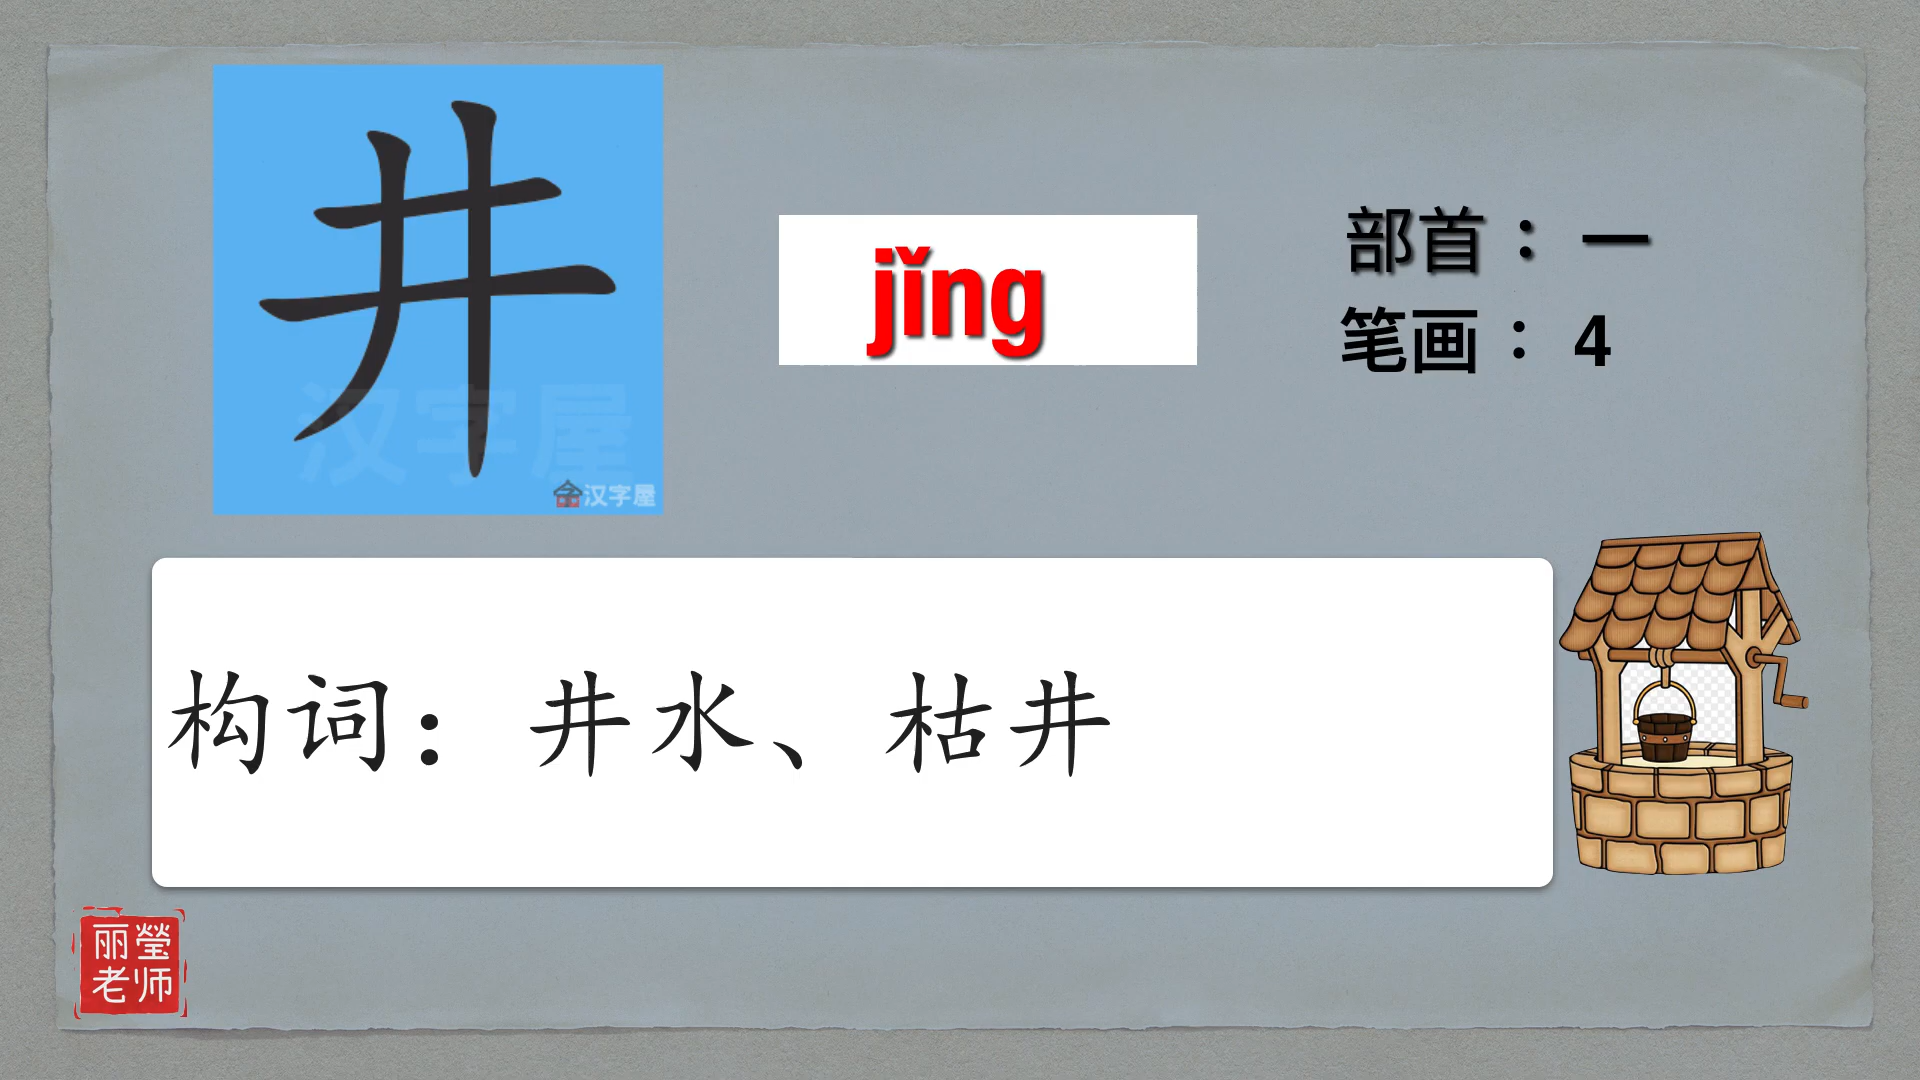 井
汉字屋
汉字屋
jǐng
部首：一
笔画：4
构词：井水、枯井
丽瑩
老师